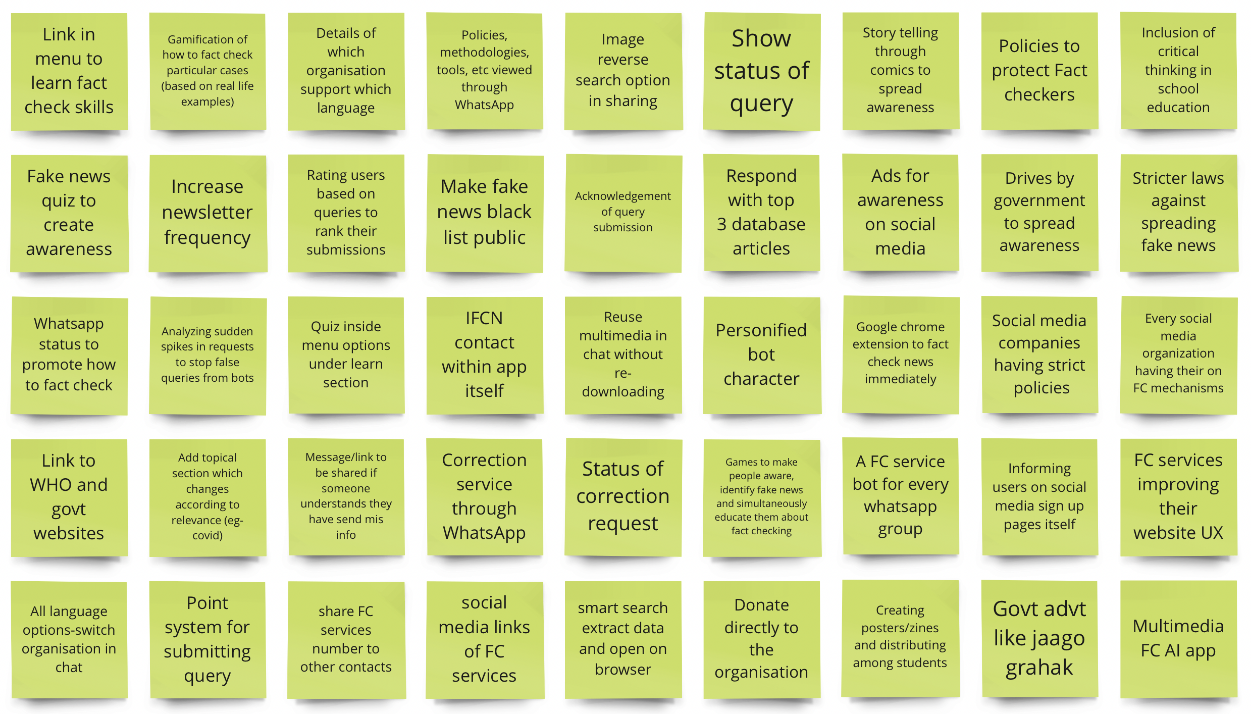 Link in
menu to
learn fact
check skills
Gamification of
how to fact check
particular cases
(based on real life
examples)
Details of
which
organisation
support which
language
Policies,
methodologies,
tools, etc viewed
through
WhatsApp
Image
reverse
search option
in sharing
Show
status of
query
Story telling
through
comics to
spread
awareness
Policies to
protect Fact
checkers
Inclusion of
critical
thinking in
school
education
Fake news
quiz to
create
awareness
Increase
newsletter
frequency
Rating users
based on
queries to
rank their
submissions
Make fake
news black
list public
Acknowledgement
of query
submission
Respond
with top
3 database
articles
Ads for
awareness
on social
media
Drives by
government
to spread
awareness
Stricter laws
against
spreading
fake news
Whatsapp
status to
promote how
to fact check
Analyzing sudden
spikes in requests
to stop false
queries from bots
Quiz inside
menu options
under learn
section
IFCN
contact
within app
itself
Reuse
multimedia in
chat without
re-
downloading
Personified
bot
character
Google chrome
extension to fact
check news
immediately
Social media
companies
having strict
policies
Every social
media
organization
having their on
FC mechanisms
Link to
WHO and
govt
websites
Add topical
section which
changes
according to
relevance (eg-
covid)
Message/link to
be shared if
someone
understands they
have send mis
info
Correction
service
through
WhatsApp
Status of
correction
request
Games to make
people aware,
identify fake news
and simultaneously
educate them about
fact checking
A FC service
bot for every
whatsapp
group
Informing
users on social
media sign up
pages itself
FC services
improving
their
website UX
All language
options-switch
organisation in
chat
Point
system for
submitting
query
share FC
services
number to
other contacts
social
media links
of FC
services
smart search
extract data
and open on
browser
Donate
directly to
the
organisation
Creating
posters/zines
and distributing
among students
Govt advt
like jaago
grahak
Multimedia
FC AI app